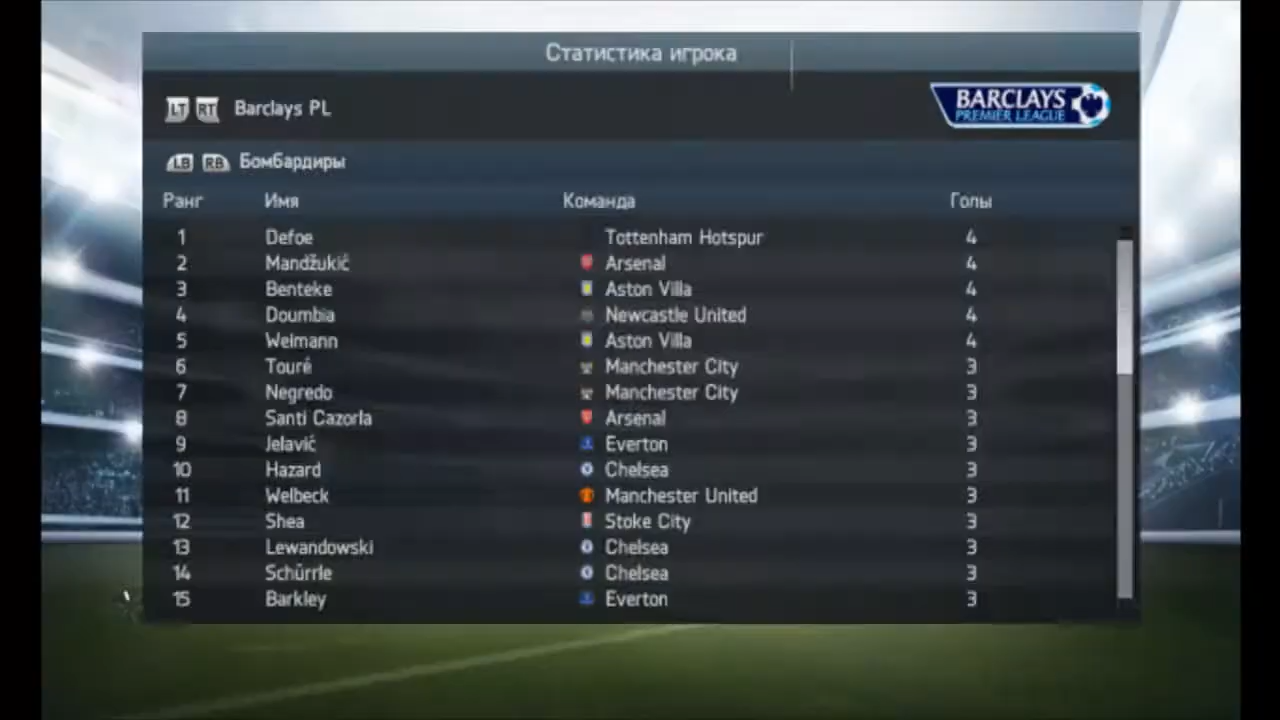 Статистика игрока
LT RT Barclays PL
BARCLAYS
PREMIER LEAGUE
LB RB Бомбардиры
Ранг Имя Команда Голы
1 Defoe Tottenham Hotspur 4
2 Mandžukić Arsenal 4
3 Benteke Aston Villa 4
4 Doumbia Newcastle United 4
5 Weimann Aston Villa 4
6 Touré Manchester City 3
7 Negredo Manchester City 3
8 Santi Cazorla Arsenal 3
9 Jelavić Everton 3
10 Hazard Chelsea 3
11 Welbeck Manchester United 3
12 Shea Stoke City 3
13 Lewandowski Chelsea 3
14 Schürrle Chelsea 3
15 Barkley Everton 3